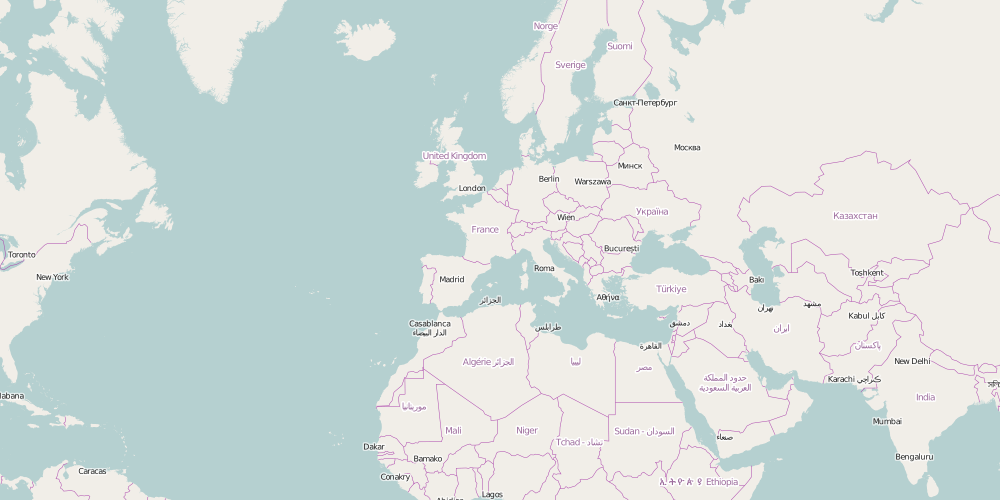 Norge
Suomi
Sverige
Санкт-Петербург
Москва
United Kingdom
Минск
Berlin
Warszawa
London
Україна
Казахстан
Wien
France
București
Toronto
Roma
Toshkent
New York
Madrid
Bakı
Türkiye
Αθήνα
الجزائر
مشهد
تهران
Kabul کابل
Casablanca
الدار البيضاء
طرابلس
دمشق
بغداد
ایران
القاهرة
پاکستان
Algérie الجزائر
ليبيا
مصر
New Delhi
حدود المملكة
العربية السعودية
Karachi کراچی
India
موريتانيا
Mumbai
Mali
Niger
Sudan - السودان
Tchad - تشاد
صنعاء
Dakar
Bamako
Bengaluru
Caracas
Conakry
ኢትዮጵያ Ethiopia
Lagos